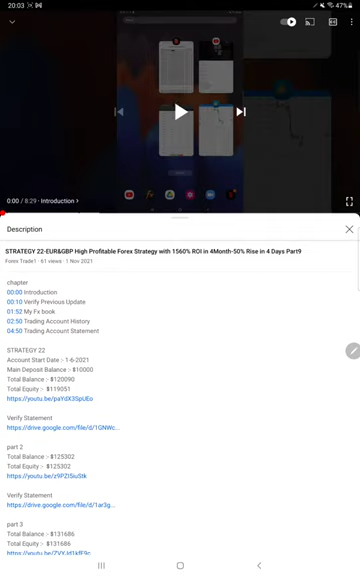 20:03
47%
0:00 / 8:29 · Introduction >
Description
STRATEGY 22-EUR&GBP High Profitable Forex Strategy with 1560% ROI in 4Month-50% Rise in 4 Days Part9
Forex Trade1 · 61 views · 1 Nov 2021
chapter
00:00 Introduction
00:10 Verify Previous Update
01:52 My Fx book
02:50 Trading Account History
04:50 Trading Account Statement
STRATEGY 22
Account Start Date :- 1-6-2021
Main Deposit Balance :- $10000
Total Balance :- $120090
Total Equity :- $119051
https://youtu.be/paYdX3SpUEo
Verify Statement
https://drive.google.com/file/d/1GNWc...
part 2
Total Balance :- $125302
Total Equity :- $125302
https://youtu.be/z9PZI5iuStk
Verify Statement
https://drive.google.com/file/d/1ar3g...
part 3
Total Balance :- $131686
Total Equity :- $131686